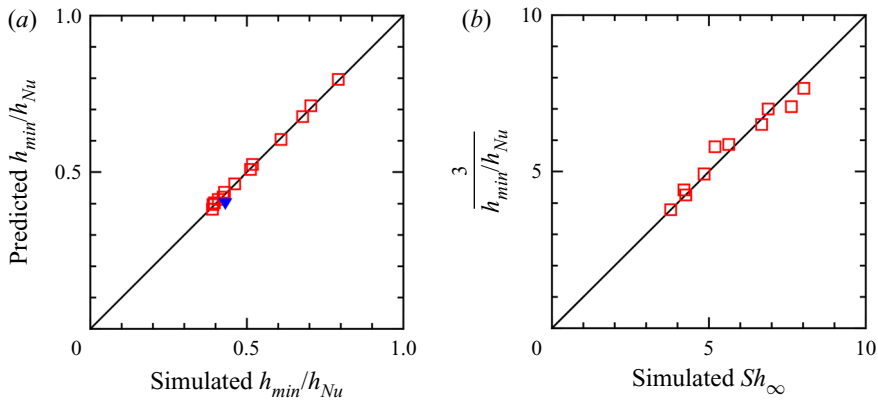 (a)
1.0
Predicted h_min/h_Nu
0.5
0
0.5
1.0
Simulated h_min/h_Nu
(b)
10
3
h_min/h_Nu
5
0
5
10
Simulated Sh_∞